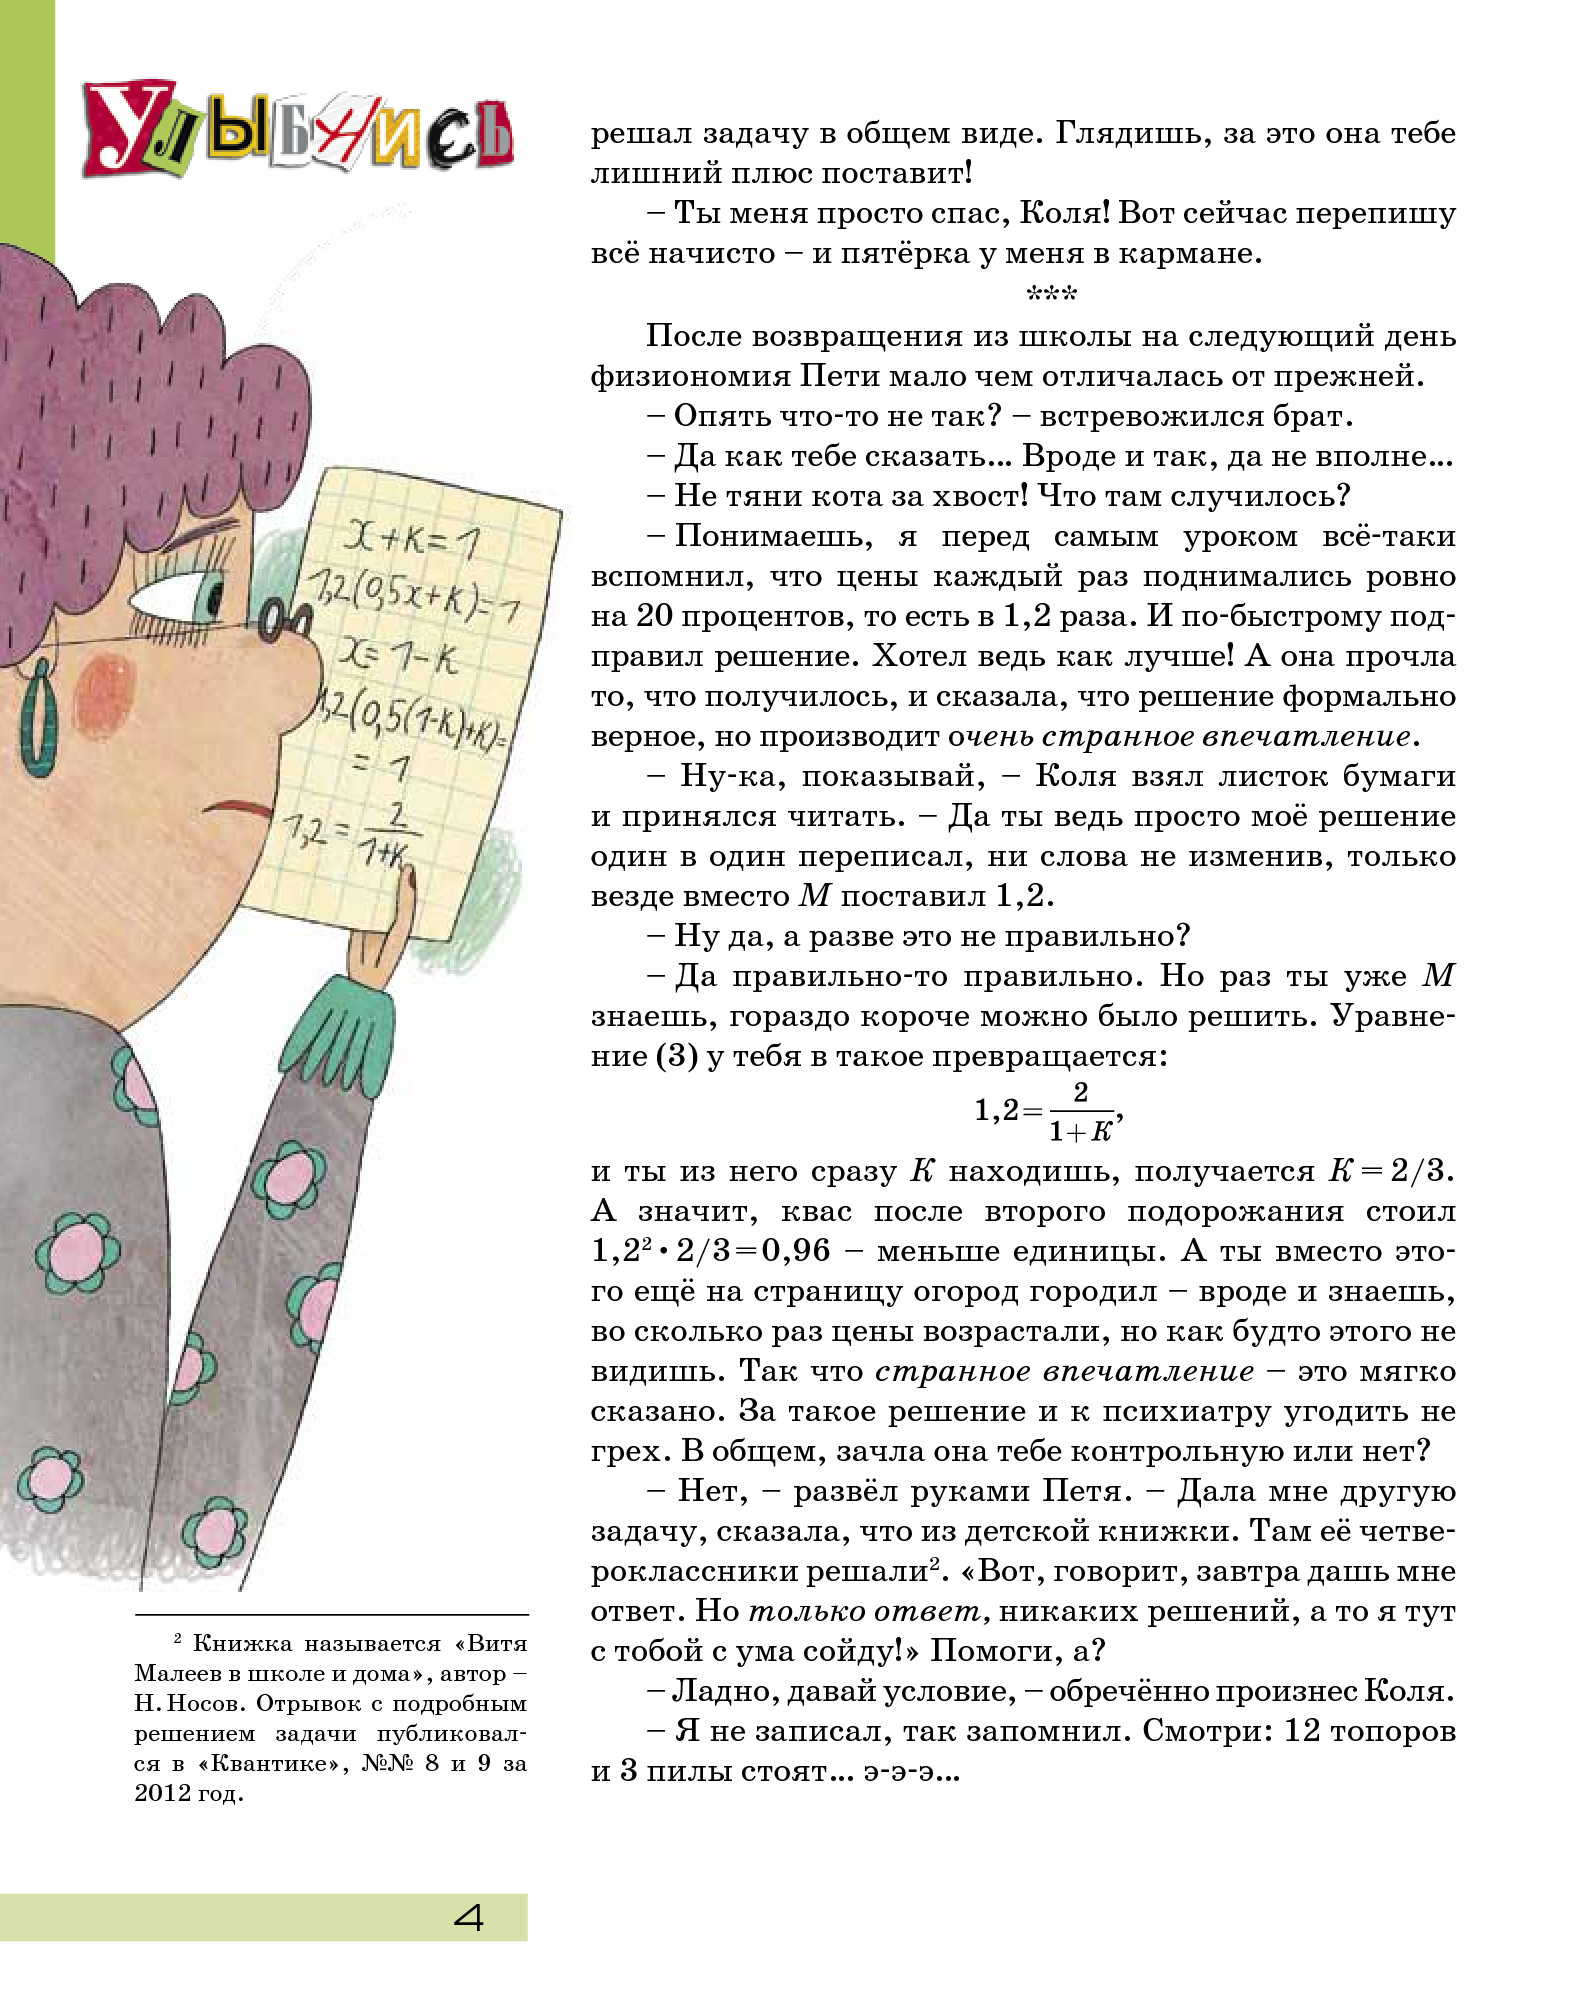 Улыбнись
x+к=1
1,2(0,5x+к)=1
x=1-к
1,2(0,5(1-к)+к)=
= 1
1,2 = 2/(1+к)
² Книжка называется «Витя
Малеев в школе и дома», автор –
Н. Носов. Отрывок с подробным
решением задачи публиковал-
ся в «Квантике», №№ 8 и 9 за
2012 год.
решал задачу в общем виде. Глядишь, за это она тебе
лишний плюс поставит!
– Ты меня просто спас, Коля! Вот сейчас перепишу
всё начисто – и пятёрка у меня в кармане.
***
После возвращения из школы на следующий день
физиономия Пети мало чем отличалась от прежней.
– Опять что-то не так? – встревожился брат.
– Да как тебе сказать... Вроде и так, да не вполне...
– Не тяни кота за хвост! Что там случилось?
– Понимаешь, я перед самым уроком всё-таки
вспомнил, что цены каждый раз поднимались ровно
на 20 процентов, то есть в 1,2 раза. И по-быстрому под-
правил решение. Хотел ведь как лучше! А она прочла
то, что получилось, и сказала, что решение формально
верное, но производит очень странное впечатление.
– Ну-ка, показывай, – Коля взял листок бумаги
и принялся читать. – Да ты ведь просто моё решение
один в один переписал, ни слова не изменив, только
везде вместо М поставил 1,2.
– Ну да, а разве это не правильно?
– Да правильно-то правильно. Но раз ты уже М
знаешь, гораздо короче можно было решить. Уравне-
ние (3) у тебя в такое превращается:
1,2=2/(1+К),
и ты из него сразу К находишь, получается К=2/3.
А значит, квас после второго подорожания стоил
1,2²·2/3=0,96 – меньше единицы. А ты вместо это-
го ещё на страницу огород городил – вроде и знаешь,
во сколько раз цены возрастали, но как будто этого не
видишь. Так что странное впечатление – это мягко
сказано. За такое решение и к психиатру угодить не
грех. В общем, зачла она тебе контрольную или нет?
– Нет, – развёл руками Петя. – Дала мне другую
задачу, сказала, что из детской книжки. Там её четве-
роклассники решали². «Вот, говорит, завтра дашь мне
ответ. Но только ответ, никаких решений, а то я тут
с тобой с ума сойду!» Помоги, а?
– Ладно, давай условие, – обречённо произнес Коля.
– Я не записал, так запомнил. Смотри: 12 топоров
и 3 пилы стоят... э-э-э...
4